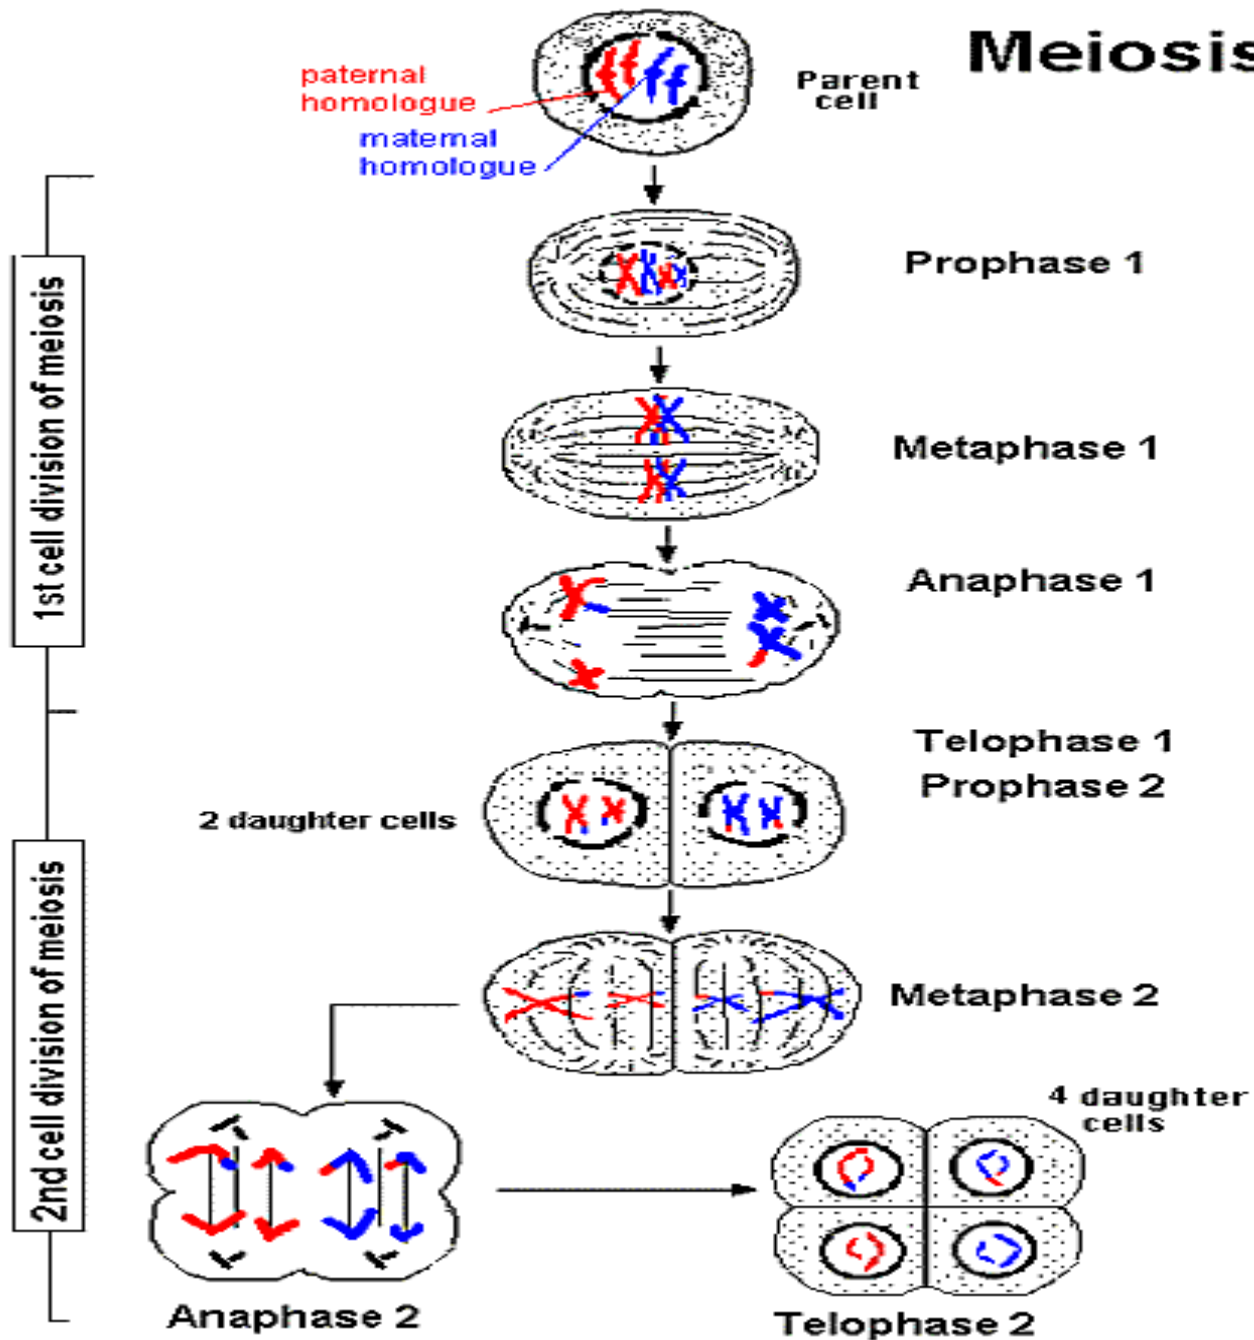 Meiosis
paternal
homologue
maternal
homologue
Parent
cell
1st cell division of meiosis
Prophase 1
Metaphase 1
Anaphase 1
Telophase 1
Prophase 2
2 daughter cells
2nd cell division of meiosis
Metaphase 2
4 daughter
cells
Anaphase 2
Telophase 2